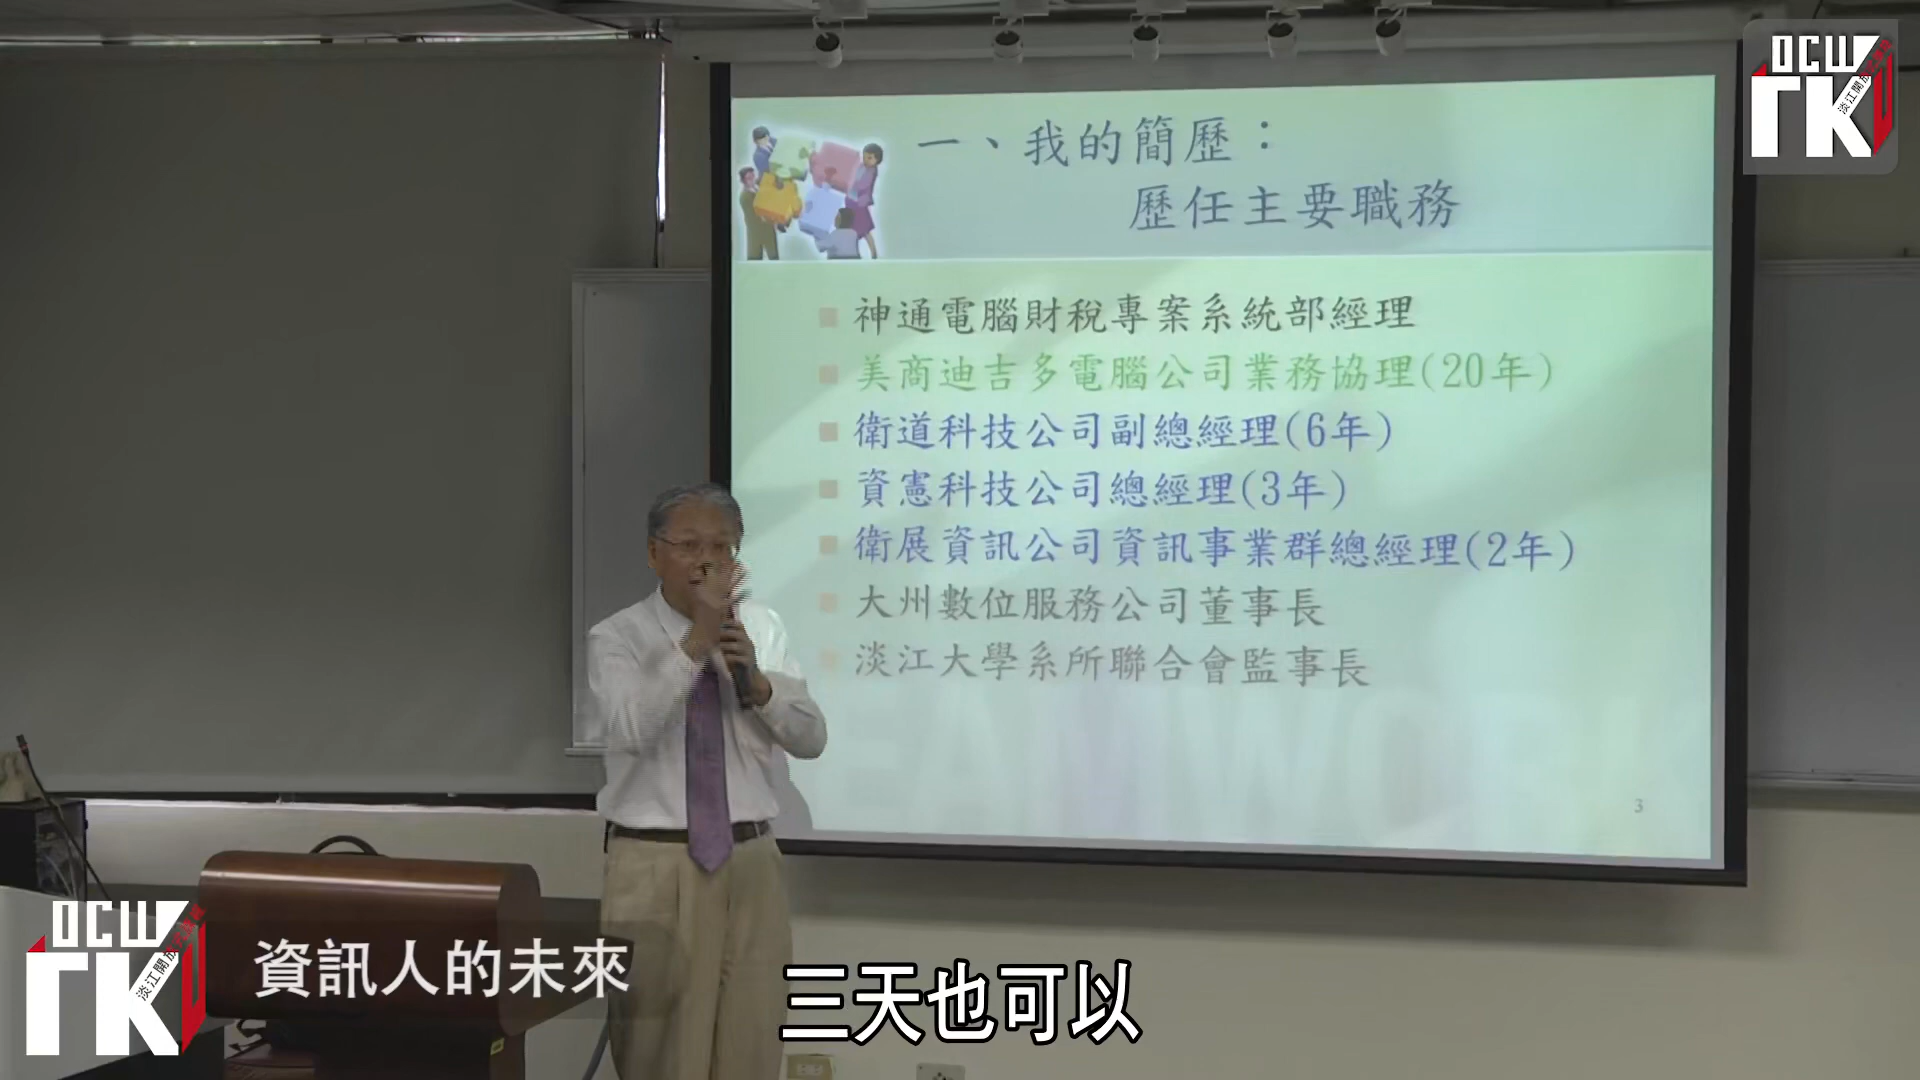 OCW
TKU
淡江開放式課程
一、我的簡歷：
歷任主要職務
神通電腦財稅專案系統部經理
美商迪吉多電腦公司業務協理(20年)
衛道科技公司副總經理(6年)
資憲科技公司總經理(3年)
衛展資訊公司資訊事業群總經理(2年)
大州數位服務公司董事長
淡江大學系所聯合會監事長
TEAMWORK
3
OCW
TKU
淡江開放式課程
資訊人的未來
三天也可以